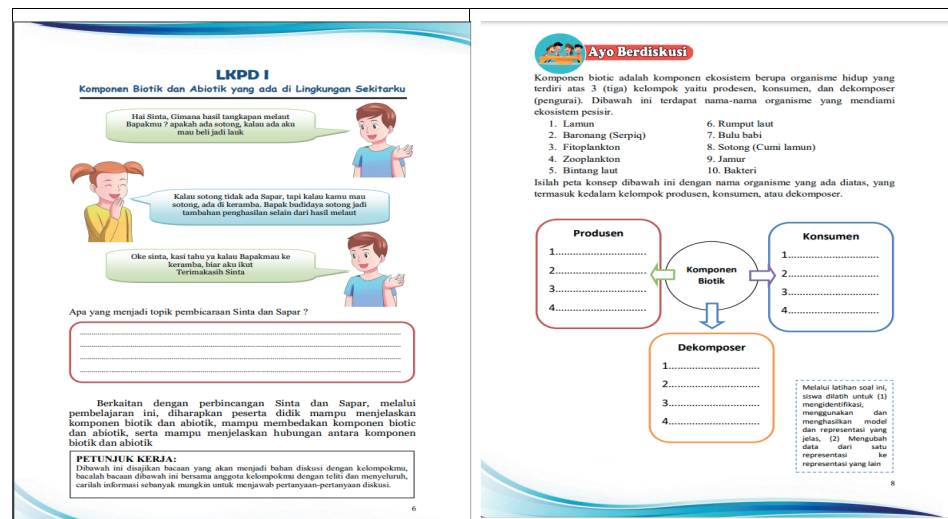 LKPD I
Komponen Biotik dan Abiotik yang ada di Lingkungan Sekitarku
Hai Sinta, Gimana hasil tangkapan melaut
Bapakmu ? apakah ada sotong, kalau ada aku
mau beli jadi lauk
Kalau sotong tidak ada Sapar, tapi kalau kamu mau
sotong, ada di keramba. Bapak budidaya sotong jadi
tambahan penghasilan selain dari hasil melaut
Oke sinta, kasi tahu ya kalau Bapakmau ke
keramba, biar aku ikut
Terimakasih Sinta
Apa yang menjadi topik pembicaraan Sinta dan Sapar ?
Berkaitan dengan perbincangan Sinta dan Sapar, melalui
pembelajaran ini, diharapkan peserta didik mampu menjelaskan
komponen biotik dan abiotik, mampu membedakan komponen biotic
dan abiotik, serta mampu menjelaskan hubungan antara komponen
biotik dan abiotik
PETUNJUK KERJA:
Dibawah ini disajikan bacaan yang akan menjadi bahan diskusi dengan kelompokmu,
bacalah bacaan dibawah ini bersama anggota kelompokmu dengan teliti dan menyeluruh,
carilah informasi sebanyak mungkin untuk menjawab pertanyaan-pertanyaan diskusi.
6
Ayo Berdiskusi
Komponen biotic adalah komponen ekosistem berupa organisme hidup yang
terdiri atas 3 (tiga) kelompok yaitu prodesen, konsumen, dan dekomposer
(pengurai). Dibawah ini terdapat nama-nama organisme yang mendiami
ekosistem pesisir.
1. Lamun
2. Baronang (Serpiq)
3. Fitoplankton
4. Zooplankton
5. Bintang laut
6. Rumput laut
7. Bulu babi
8. Sotong (Cumi lamun)
9. Jamur
10. Bakteri
Isilah peta konsep dibawah ini dengan nama organisme yang ada diatas, yang
termasuk kedalam kelompok produsen, konsumen, atau dekomposer.
Produsen
1..............................
2..............................
3..............................
4..............................
Komponen
Biotik
Konsumen
1..............................
2..............................
3..............................
4..............................
Dekomposer
1..............................
2..............................
3..............................
4..............................
Melalui latihan soal ini,
siswa dilatih untuk (1)
mengidentifikasi,
menggunakan dan
menghasilkan model
dan representasi yang
jelas, (2) Mengubah
data dari satu
representasi ke
representasi yang lain
8